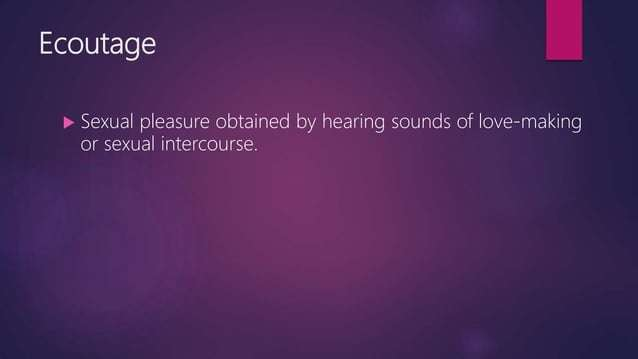 Ecoutage
Sexual pleasure obtained by hearing sounds of love-making
or sexual intercourse.